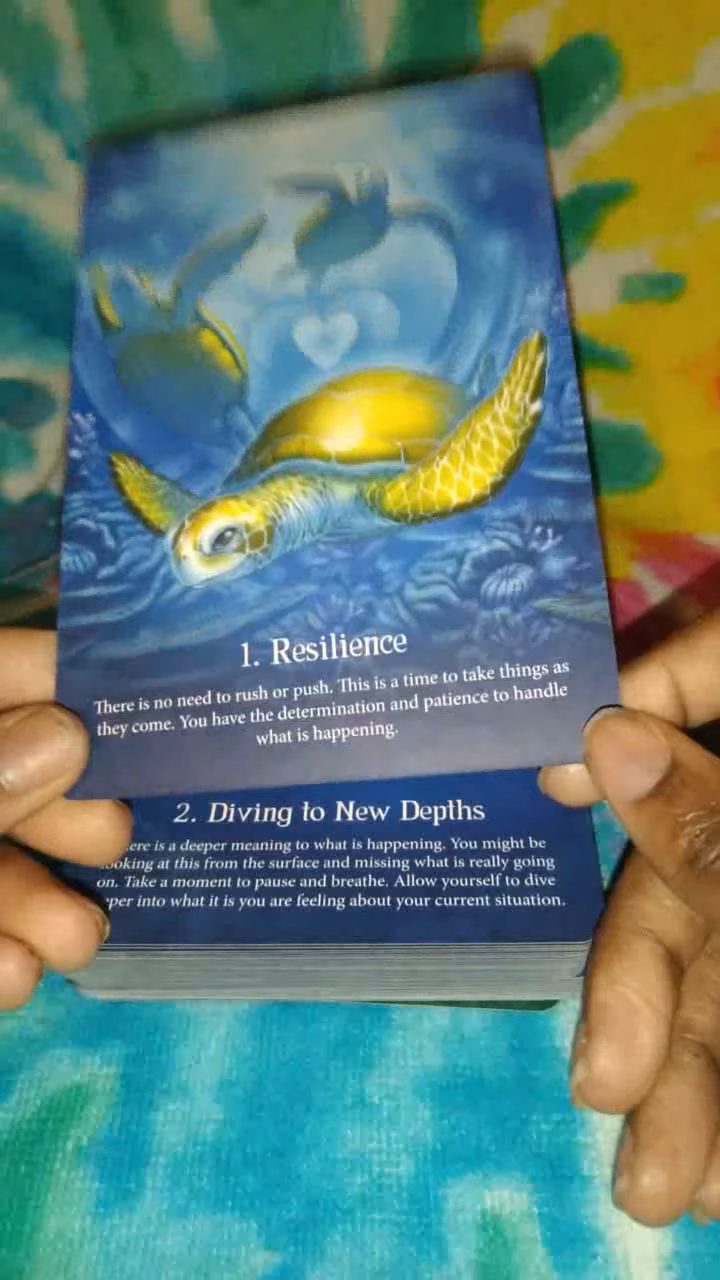 1. Resilience
There is no need to rush or push. This is a time to take things as
they come. You have the determination and patience to handle
what is happening.
2. Diving to New Depths
ere is a deeper meaning to what is happening. You might be
ooking at this from the surface and missing what is really going
on. Take a moment to pause and breathe. Allow yourself to dive
per into what it is you are feeling about your current situation.